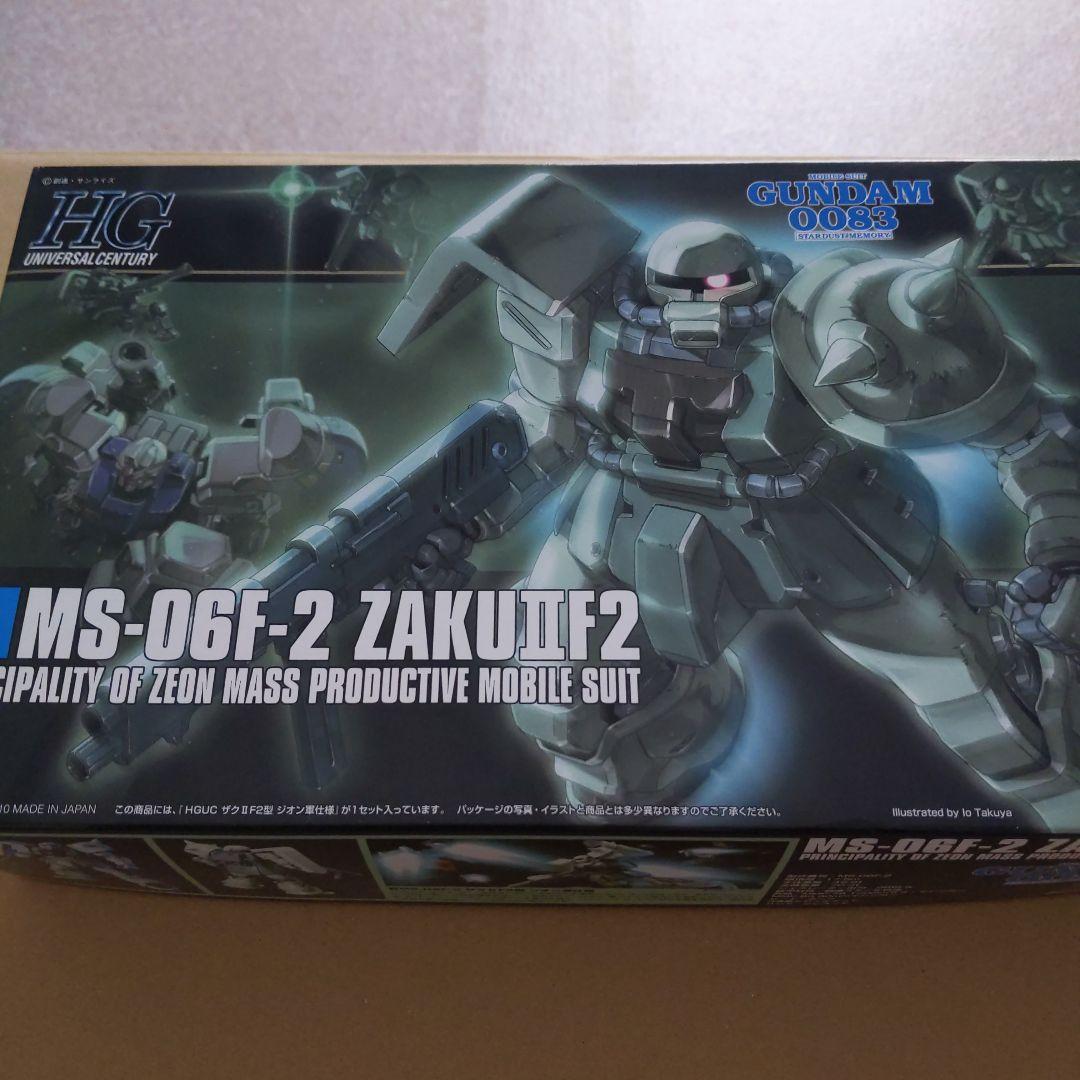 ©創通・サンライズ
HG
UNIVERSAL CENTURY
MOBILE SUIT
GUNDAM
0083
STARDUST MEMORY
MS-06F-2 ZAKUIIF2
CIPALITY OF ZEON MASS PRODUCTIVE MOBILE SUIT
10 MADE IN JAPAN
この商品には、「HGUC ザクII F2型 ジオン軍仕様」が1セット入っています。 パッケージの写真・イラストと商品とは多少異なりますのでご了承ください。
Illustrated by Io Takuya
MS-06F-2 ZA
PRINCIPALITY OF ZEON MASS PRODU